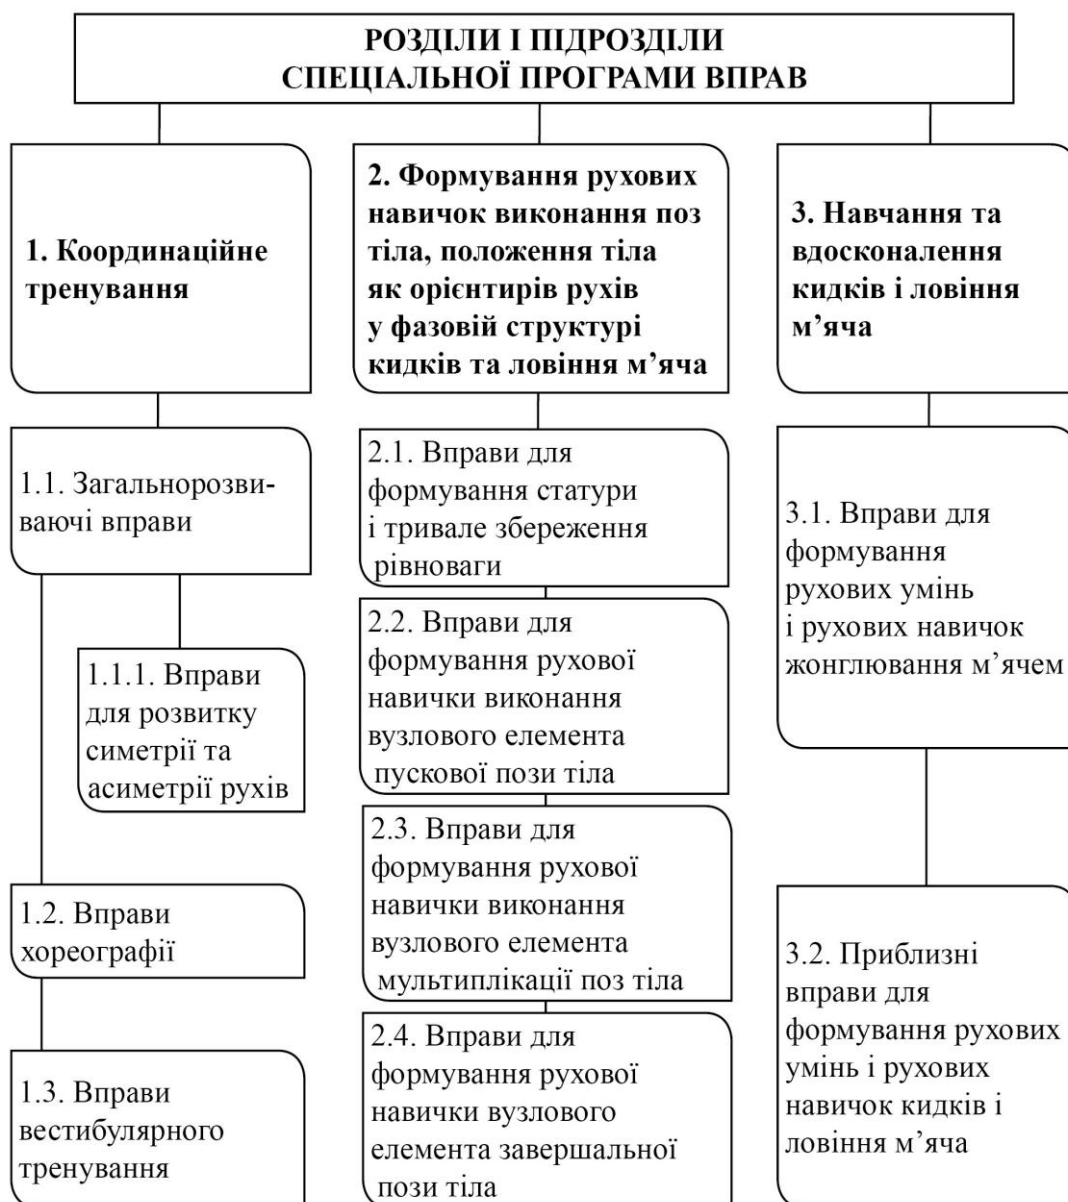 РОЗДІЛИ І ПІДРОЗДІЛИ
СПЕЦІАЛЬНОЇ ПРОГРАМИ ВПРАВ
1. Координаційне
тренування
1.1. Загальнорозви-
ваючі вправи
1.1.1. Вправи
для розвитку
симетрії та
асиметрії рухів
1.2. Вправи
хореографії
1.3. Вправи
вестибулярного
тренування
2. Формування рухових
навичок виконання поз
тіла, положення тіла
як орієнтирів рухів
у фазовій структурі
кидків та ловіння м’яча
2.1. Вправи для
формування статури
і тривале збереження
рівноваги
2.2. Вправи для
формування рухової
навички виконання
вузлового елемента
пускової пози тіла
2.3. Вправи для
формування рухової
навички виконання
вузлового елемента
мультиплікації поз тіла
2.4. Вправи для
формування рухової
навички вузлового
елемента завершальної
пози тіла
3. Навчання та
вдосконалення
кидків і ловіння
м’яча
3.1. Вправи для
формування
рухових умінь
і рухових навичок
жонглювання м’ячем
3.2. Приблизні
вправи для
формування рухових
умінь і рухових
навичок кидків і
ловіння м’яча